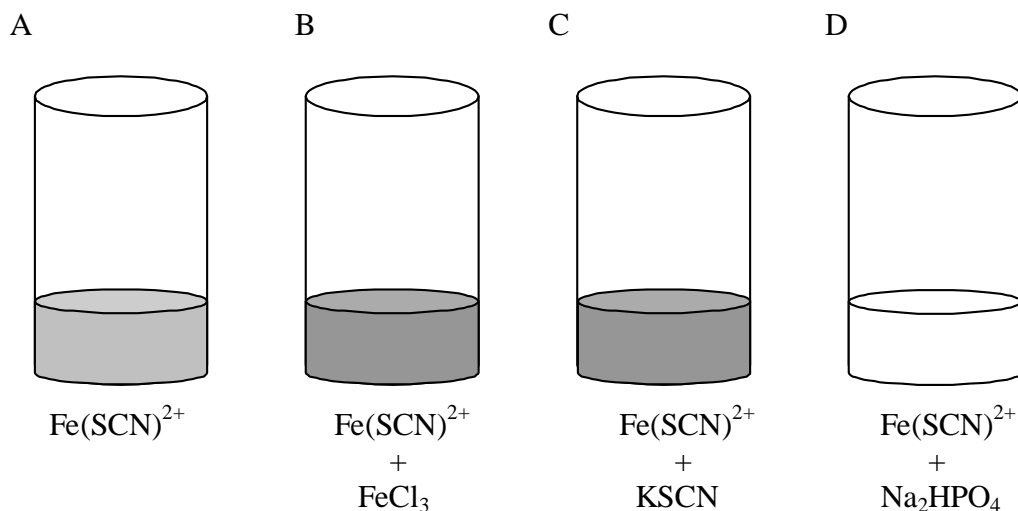 A B C D
Fe(SCN)²⁺ Fe(SCN)²⁺ Fe(SCN)²⁺ Fe(SCN)²⁺
+ + +
FeCl₃ KSCN Na₂HPO₄